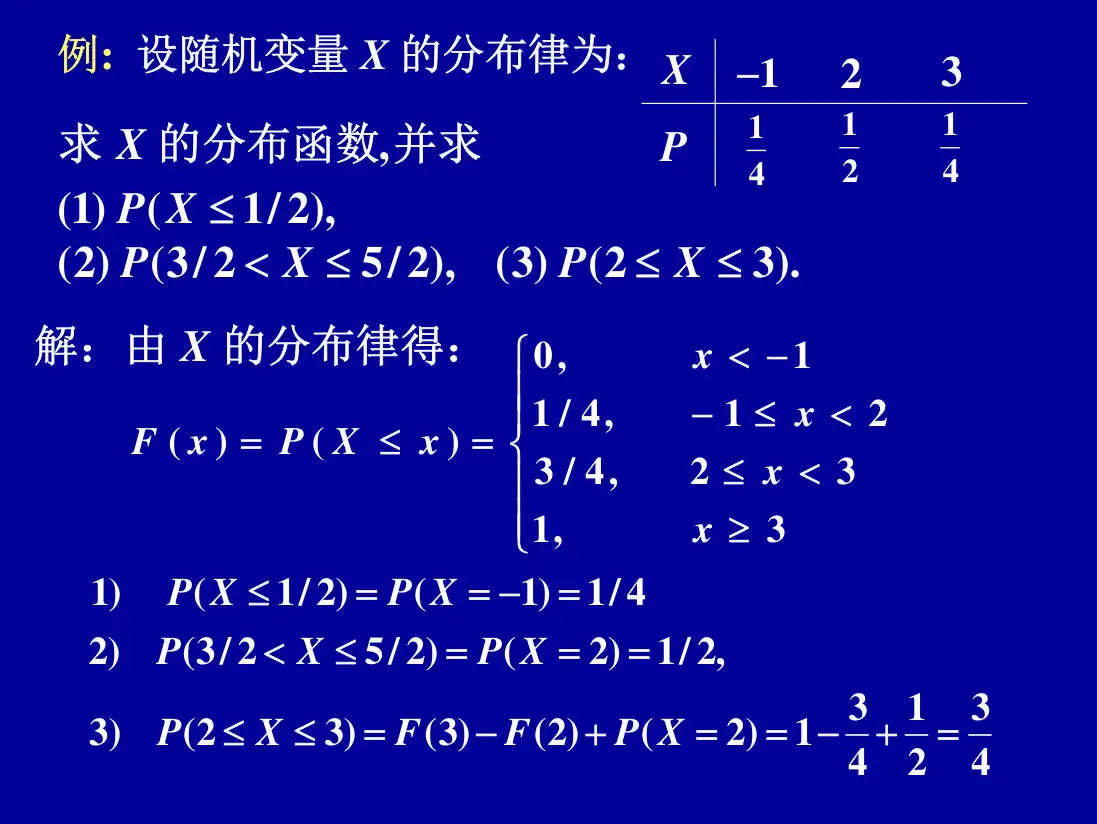 例：设随机变量 X 的分布律为：
X −1 2 3
P 1/4 1/2 1/4
求 X 的分布函数,并求
(1) P( X ≤ 1/ 2),
(2) P(3/ 2 < X ≤ 5/ 2), (3) P(2 ≤ X ≤ 3).
解：由 X 的分布律得：
F ( x ) = P ( X ≤ x ) = { 0 , x < − 1
1 / 4 , − 1 ≤ x < 2
3 / 4 , 2 ≤ x < 3
1 , x ≥ 3
1) P( X ≤ 1/ 2) = P( X = −1) = 1/ 4
2) P(3/ 2 < X ≤ 5/ 2) = P( X = 2) = 1/ 2,
3) P(2 ≤ X ≤ 3) = F(3) − F(2) + P( X = 2) = 1 − 3/4 + 1/2 = 3/4